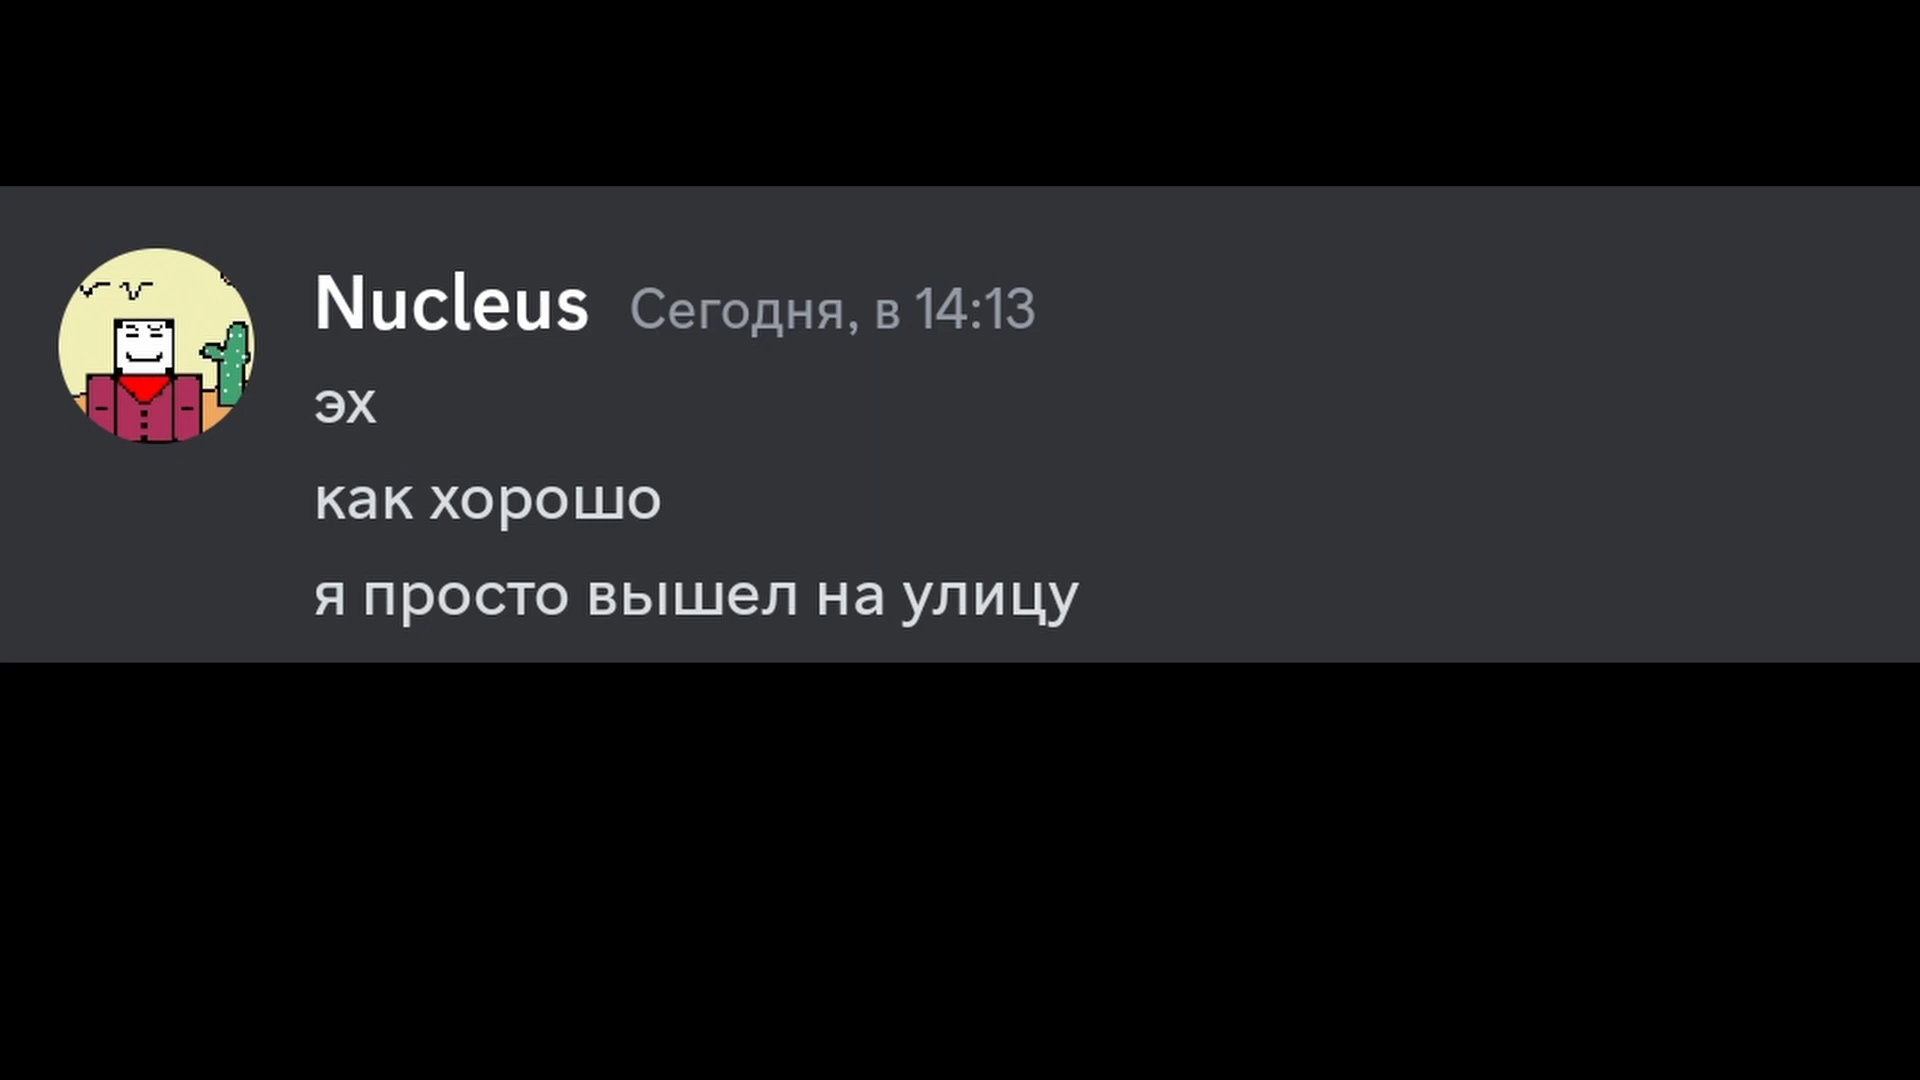 Nucleus Сегодня, в 14:13
эх
как хорошо
я просто вышел на улицу